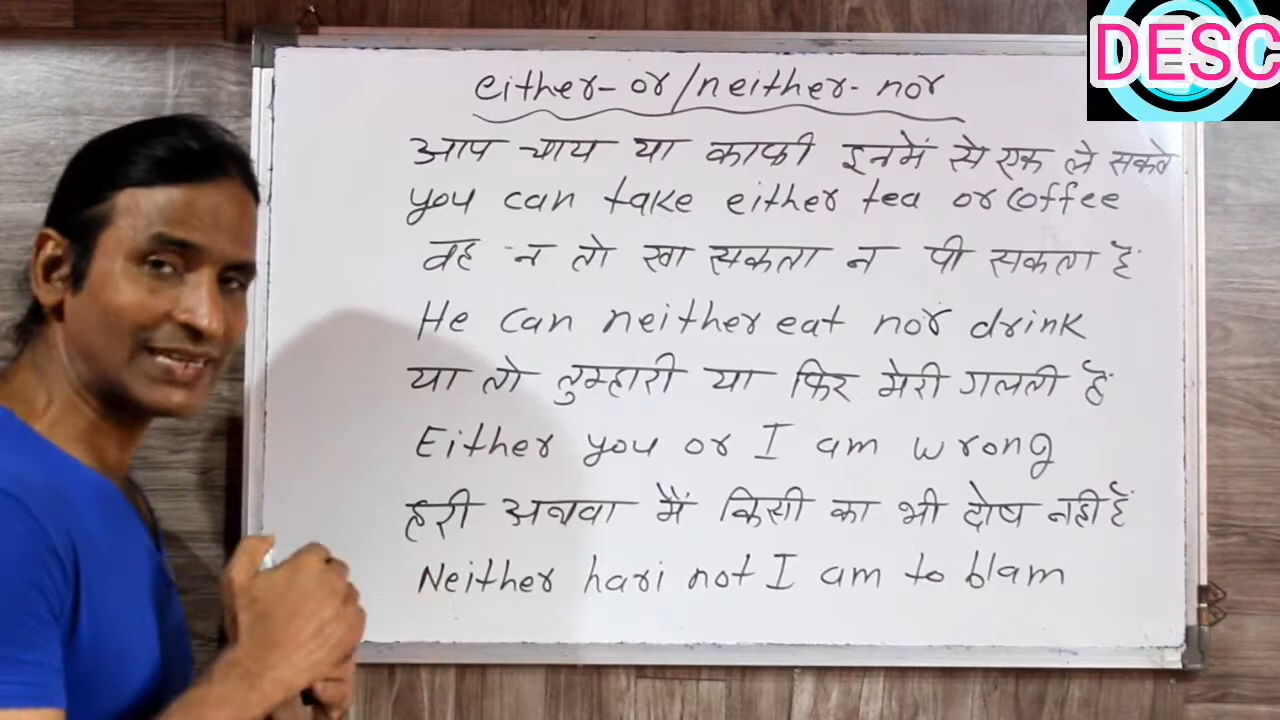 DESC
either-or/neither-nor
आप चाय या काफी इनमें से एक ले सकते
you can take either tea or coffee
वह न तो खा सकता न पी सकता हैं
He can neither eat nor drink
या तो तुम्हारी या फिर मेरी गलती हैं
Either you or I am wrong
हरी अथवा मैं किसी का भी दोष नही हैं
Neither hari not I am to blam